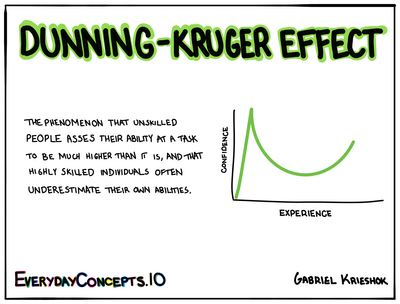 DUNNING-KRUGER EFFECT
THE PHENOMENON THAT UNSKILLED
PEOPLE ASSES THEIR ABILITY AT A TASK
TO BE MUCH HIGHER THAN IT IS, AND THAT
HIGHLY SKILLED INDIVIDUALS OFTEN
UNDERESTIMATE THEIR OWN ABILITIES.
CONFIDENCE
EXPERIENCE
EVERYDAYCONCEPTS.IO
GABRIEL KRIESHOK